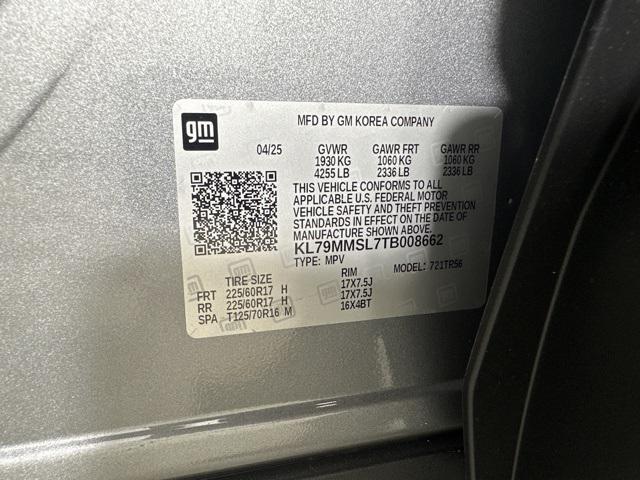 gm
MFD BY GM KOREA COMPANY
04/25 GVWR GAWR FRT GAWR RR
1930 KG 1060 KG 1060 KG
4255 LB 2336 LB 2336 LB
THIS VEHICLE CONFORMS TO ALL
APPLICABLE U.S. FEDERAL MOTOR
VEHICLE SAFETY AND THEFT PREVENTION
STANDARDS IN EFFECT ON THE DATE OF
MANUFACTURE SHOWN ABOVE.
KL79MMSL7TB008662
TYPE: MPV MODEL: 721TR56
TIRE SIZE RIM
FRT 225/60R17 H 17X7.5J
RR 225/60R17 H 17X7.5J
SPA T125/70R16 M 16X4BT